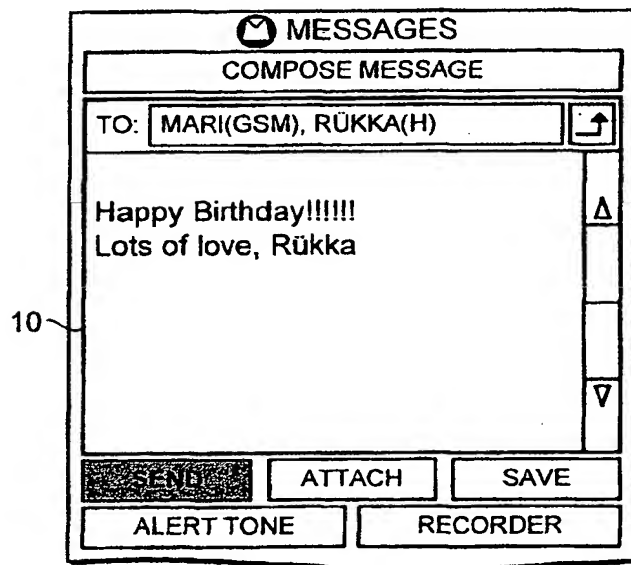 MESSAGES
COMPOSE MESSAGE
TO: MARI(GSM), RÜKKA(H)
Happy Birthday!!!!!!
Lots of love, Rükka
10
SEND ATTACH SAVE
ALERT TONE RECORDER